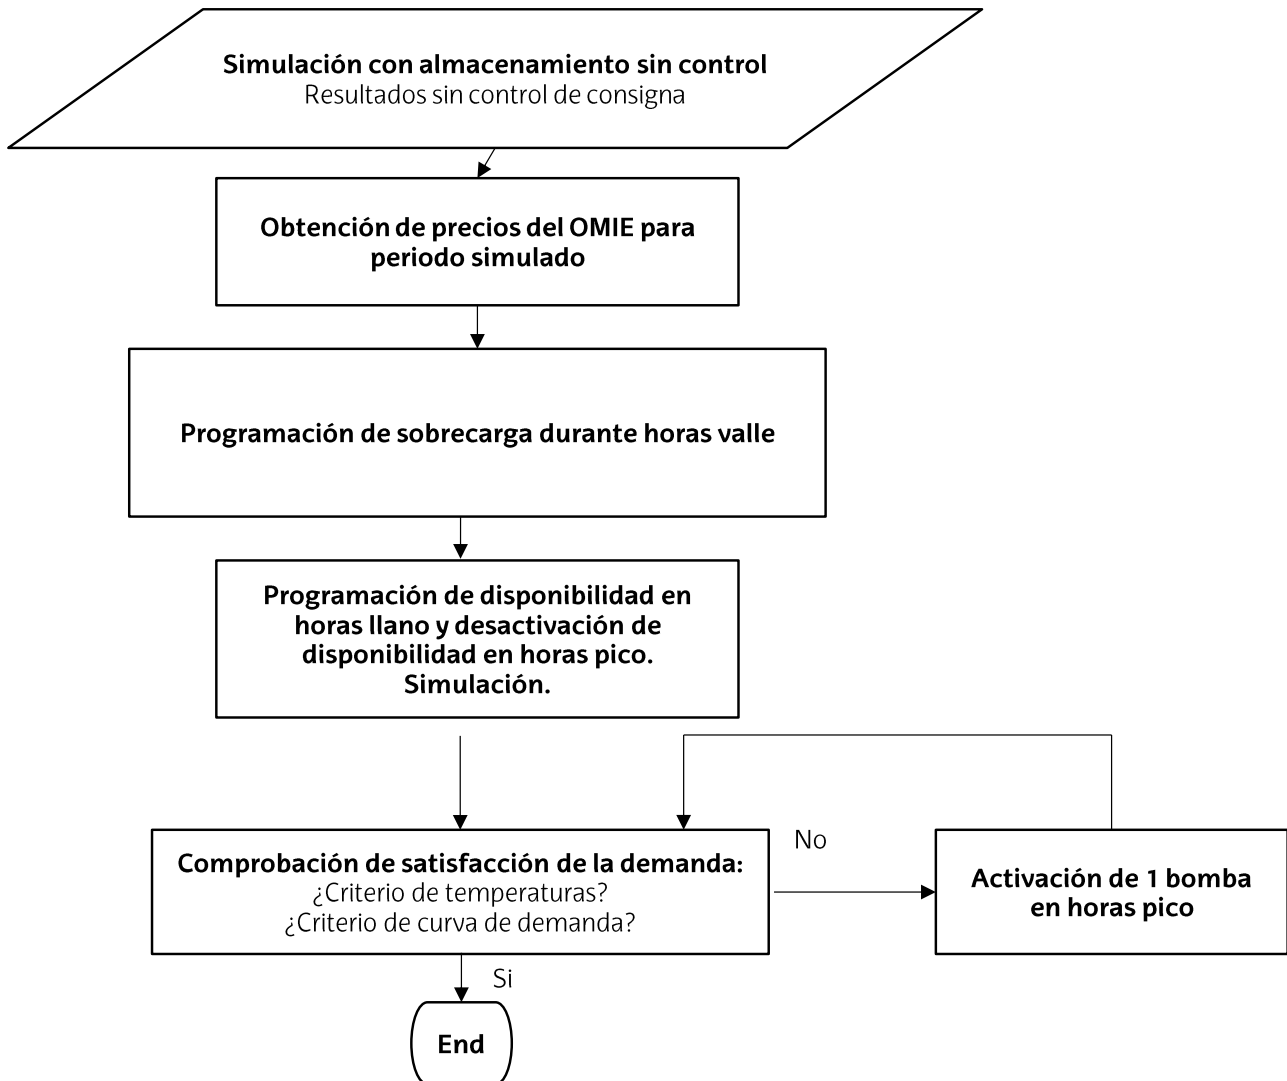 Simulación con almacenamiento sin control
Resultados sin control de consigna
Obtención de precios del OMIE para
periodo simulado
Programación de sobrecarga durante horas valle
Programación de disponibilidad en
horas llano y desactivación de
disponibilidad en horas pico.
Simulación.
Comprobación de satisfacción de la demanda:
¿Criterio de temperaturas?
¿Criterio de curva de demanda?
No
Activación de 1 bomba
en horas pico
Si
End